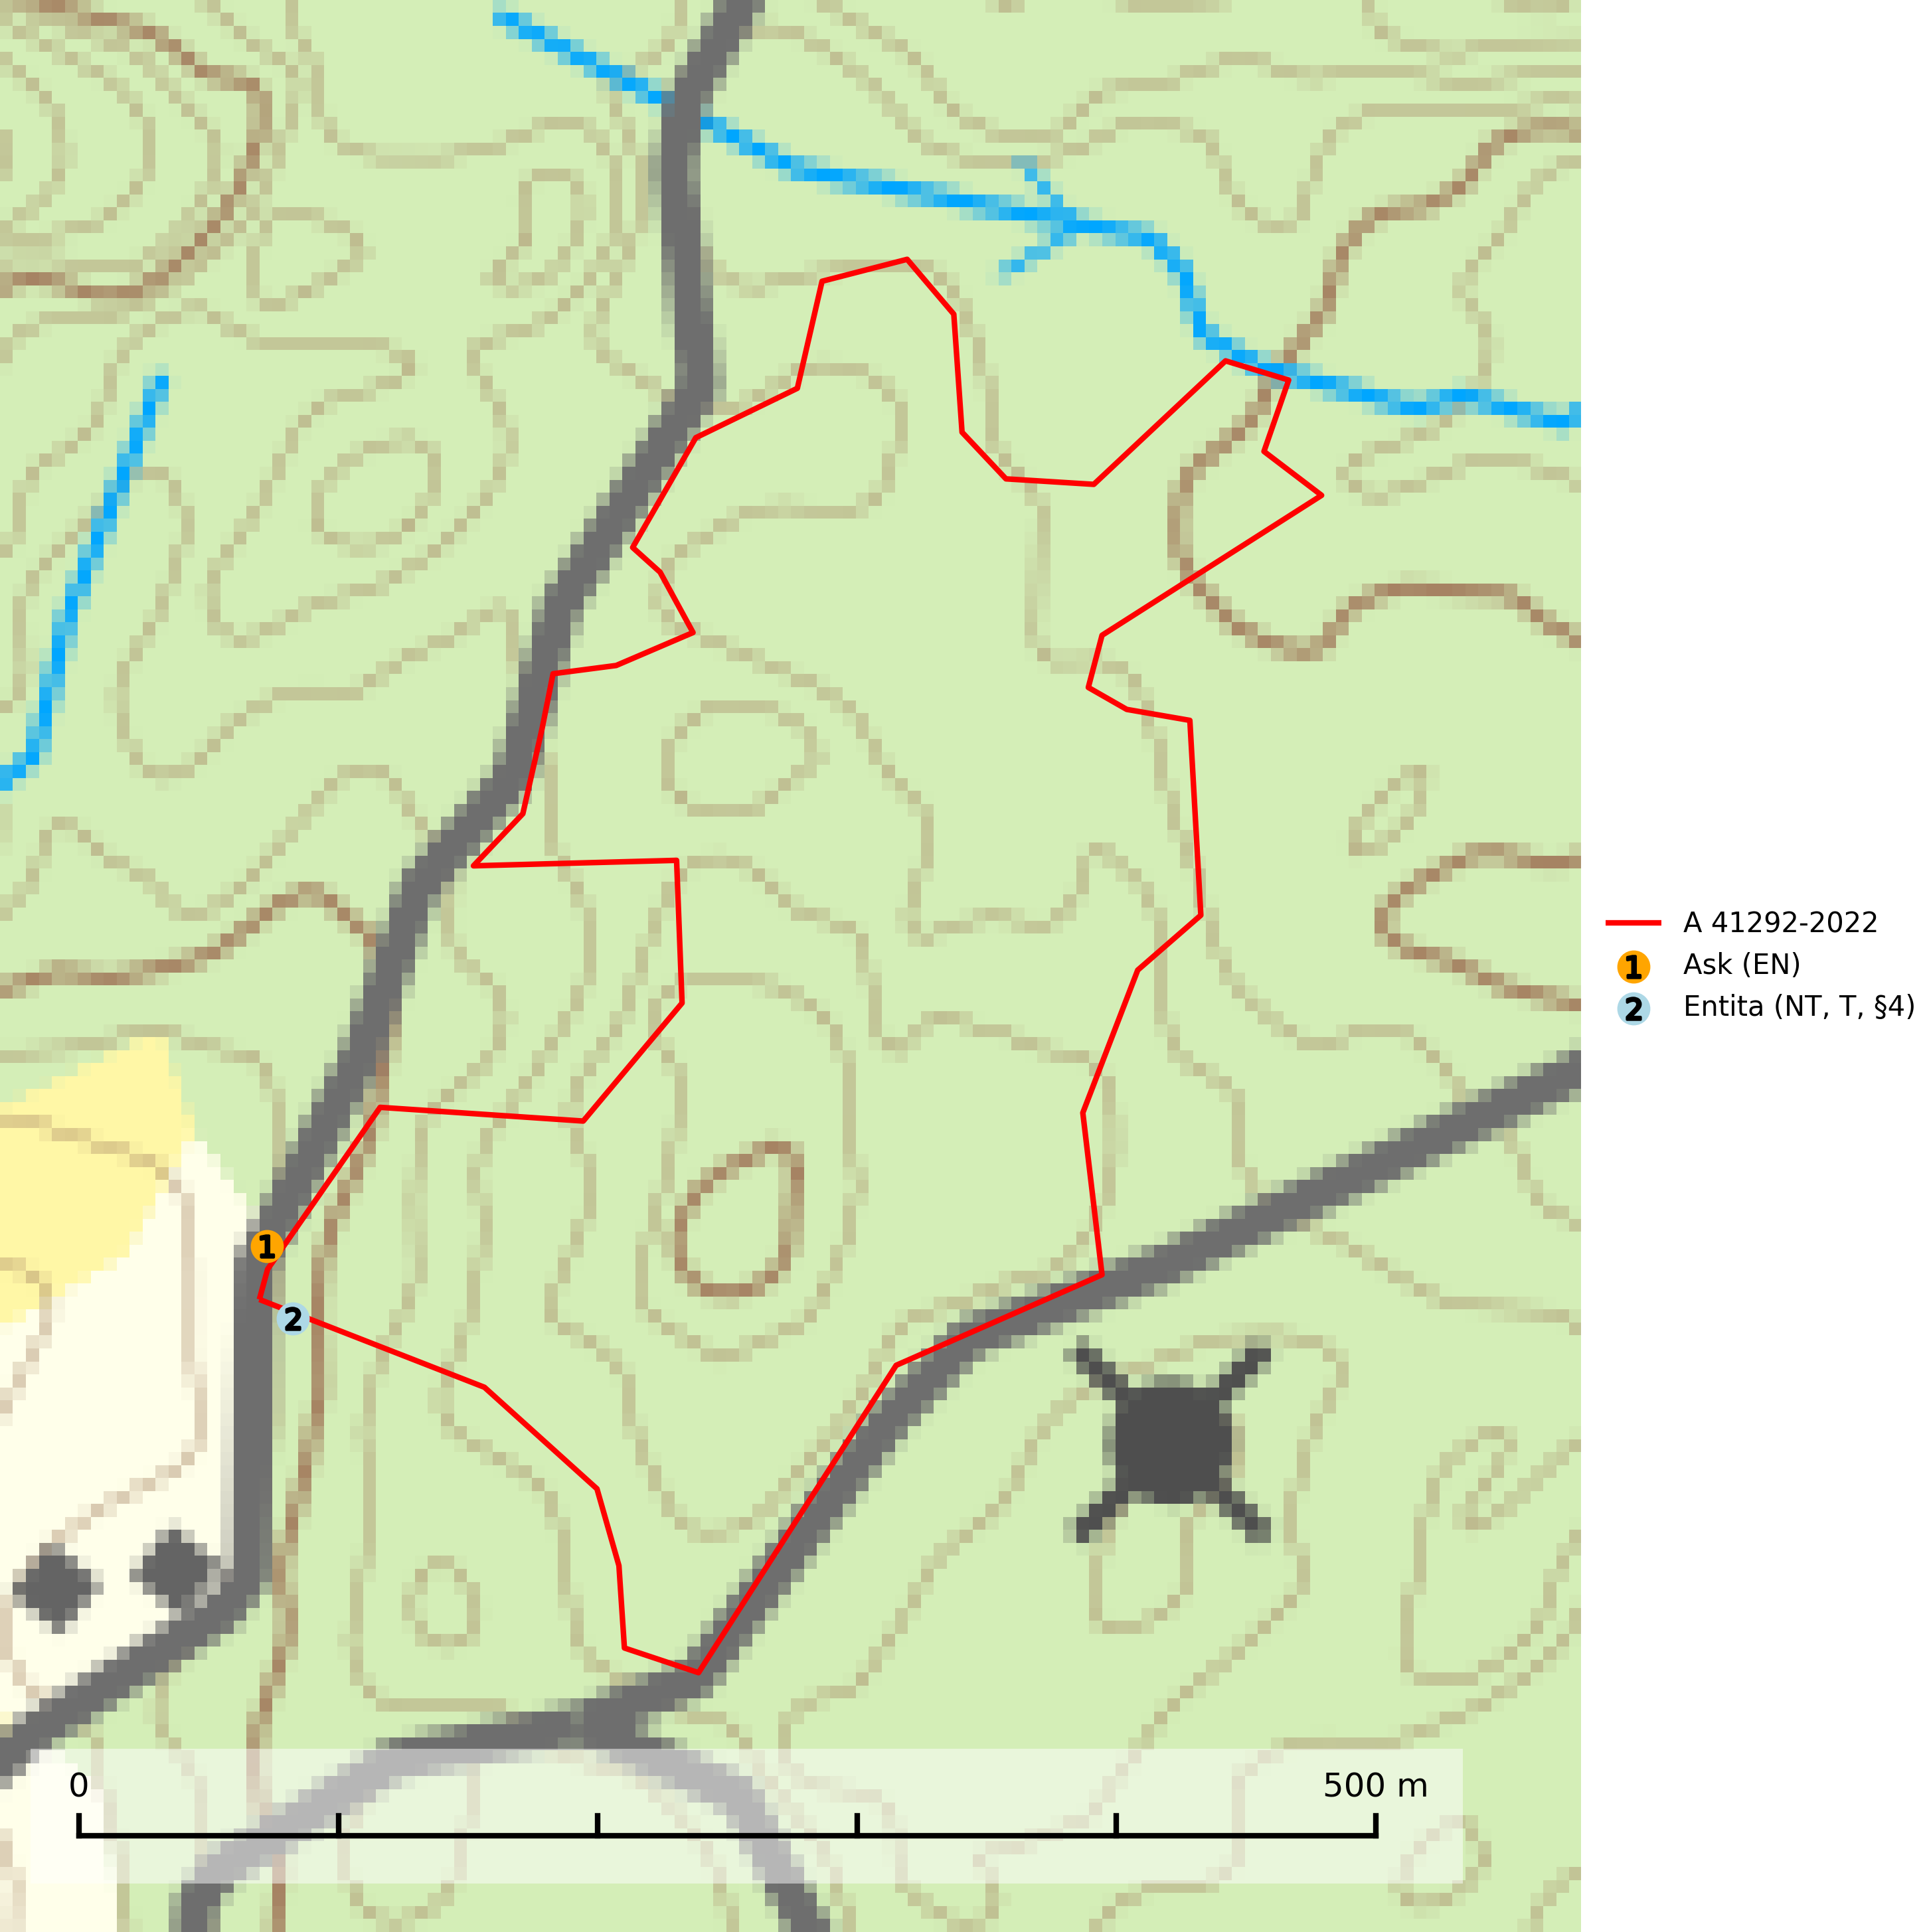 A 41292-2022
1 Ask (EN)
2 Entita (NT, T, §4)
1
2
0 500 m